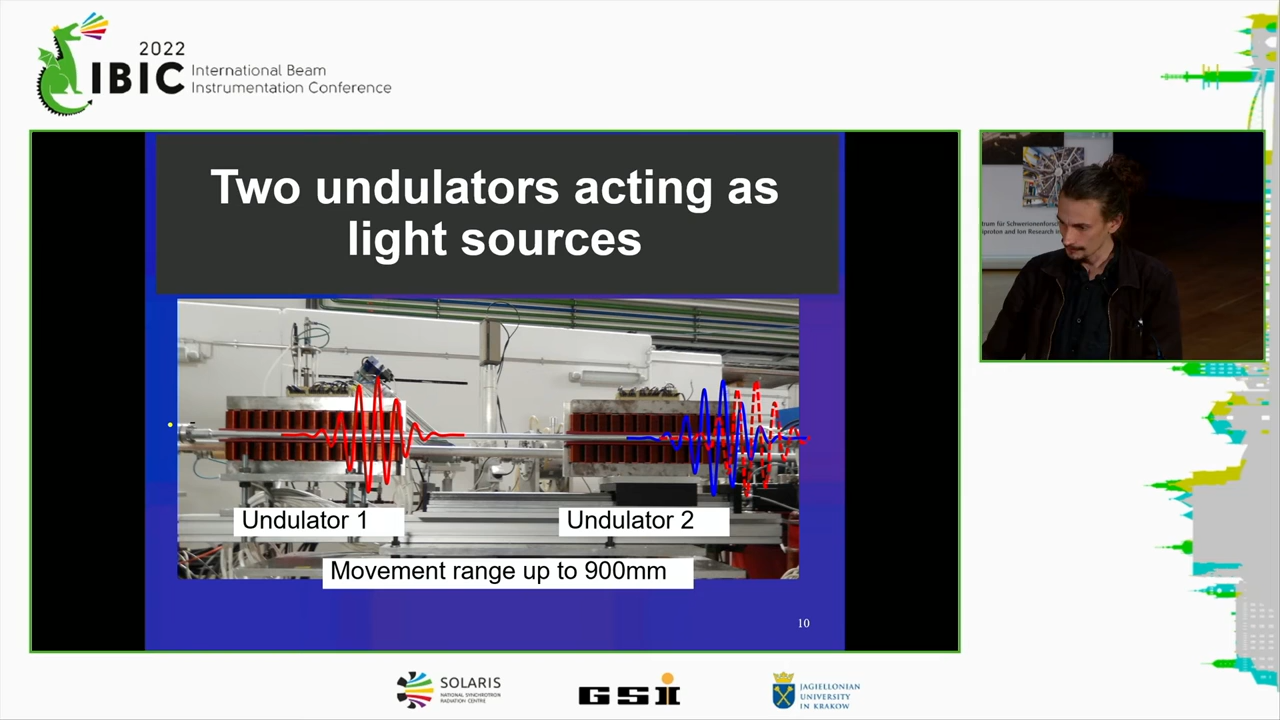 2022
IBIC
International Beam
Instrumentation Conference
Two undulators acting as
light sources
Undulator 1
Undulator 2
Movement range up to 900mm
10
SOLARIS
NATIONAL SYNCHROTRON
RADIATION CENTRE
GSI
JAGIELLONIAN
UNIVERSITY
IN KRAKOW